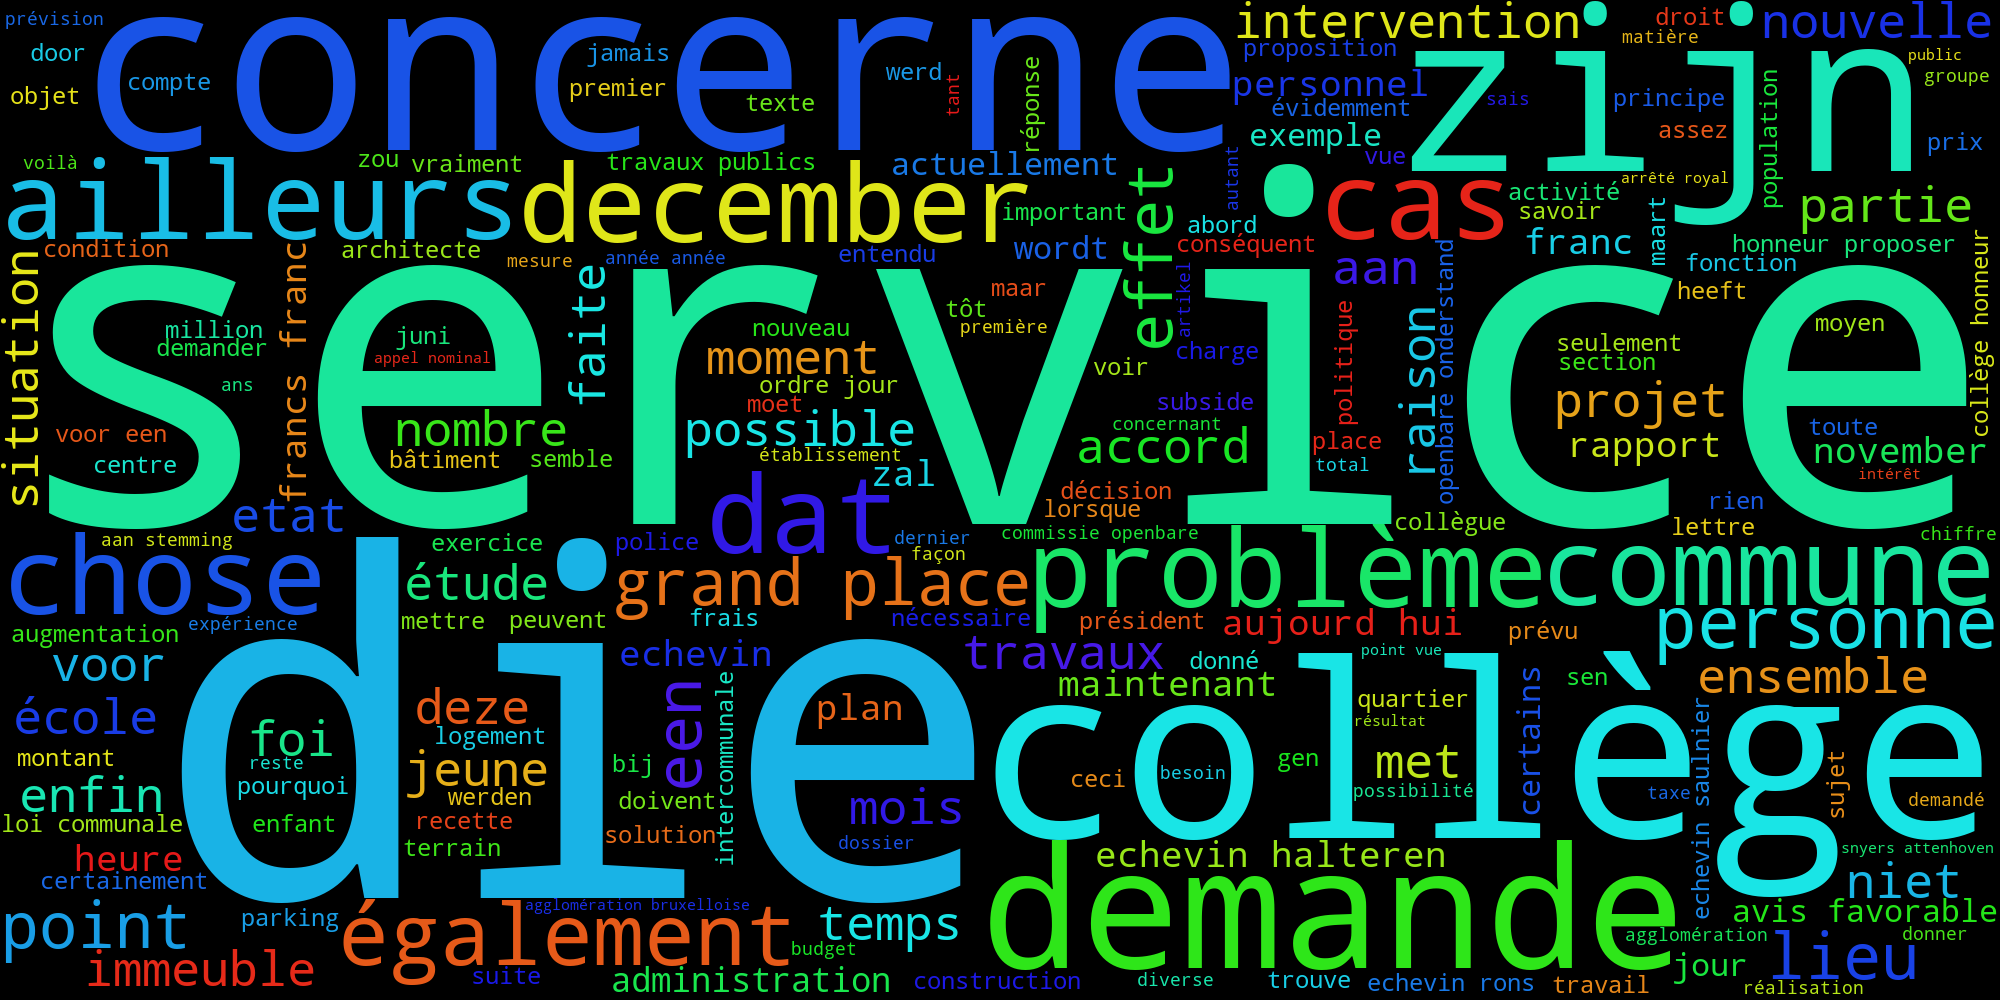 prévision
concerne
intervention
droit
nouvelle
door
jamais
matière
proposition
zijn
public
compte
werd
groupe
objet
premier
tant
texte
réponse
personnel
évidemment
sais
principe
population
assez
exemple
prix
voilà
zou
vraiment
travaux publics
actuellement
vue
autant
arrêté royal
ailleurs
december
important
effet
cas
activité
savoir
maart
partie
abord
condition
architecte
mesure
année année
entendu
wordt
conséquent
franc
honneur proposer
collège honneur
situation
francs franc
faite
service
aan
openbare onderstand
fonction
artikel
maar
heeft
million
juni
nouveau
tôt
première
politique
raison
moyen
demander
appel nominal
moment
voir
charge
seulement
section
ans
ordre jour
moet
subside
projet
voor een
nombre
possible
concernant
accord
place
rapport
toute
november
centre
bâtiment
semble
établissement
zal
total
intérêt
dat
décision
lorsque
rien
etat
collègue
lettre
aan stemming
exercice
police
dernier
commissie openbare
chiffre
chose
façon
problème
commune
étude
grand place
expérience
mettre
peuvent
frais
nécessaire
président
aujourd hui
prévu
personne
augmentation
die
voor
echevin
travaux
point vue
donné
maintenant
sen
ensemble
een
intercommunale
certains
école
deze
plan
quartier
echevin saulnier
foi
logement
résultat
collège
montant
reste
jeune
bij
ceci
besoin
gen
met
sujet
pourquoi
enfin
werden
doivent
mois
possibilité
taxe
demandé
loi communale
enfant
recette
solution
dossier
heure
terrain
echevin halteren
snyers attenhoven
certainement
demande
niet
point
parking
agglomération bruxelloise
également
temps
avis favorable
budget
agglomération
donner
immeuble
suite
administration
construction
diverse
trouve
echevin rons
travail
jour
lieu
réalisation